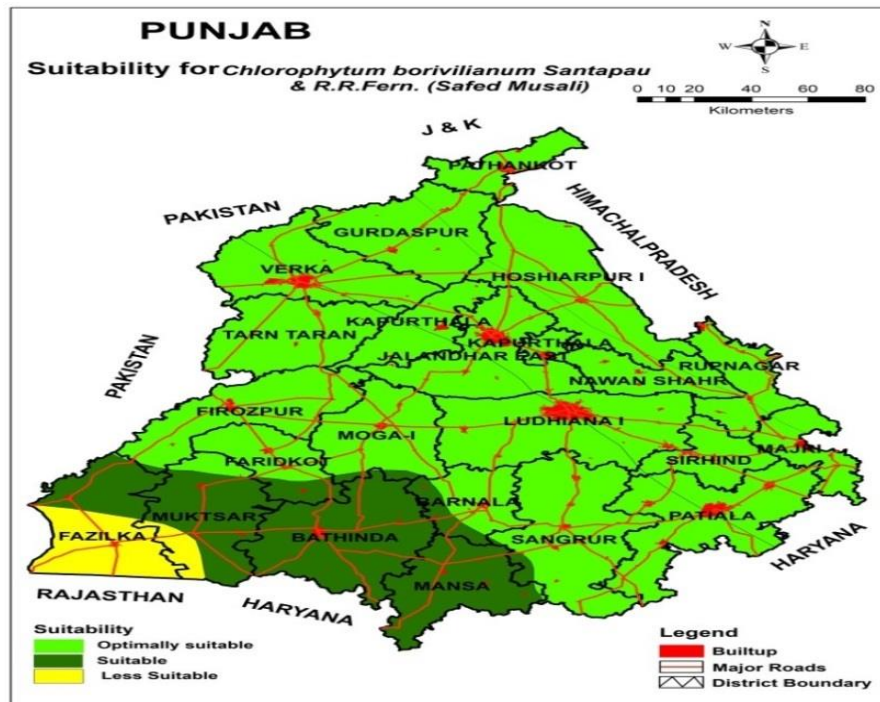 PUNJAB
Suitability for Chlorophytum borivilianum Santapau
& R.R.Fern. (Safed Musali)
N
W E
S
0 10 20 40 60 80
Kilometers
J & K
PATHANKOT
PAKISTAN
HIMACHALPRADESH
GURDASPUR
VERKA
HOSHIARPUR I
TARN TARAN
KAPURTHALA
KAPURTHALA
JALANDHAR EAST
PAKISTAN
RUPNAGAR
NAWAN SHAHR
FIROZPUR
LUDHIANA I
MOGA-I
MAJRI
FARIDKOT
SIRHIND
BARNALA
MUKTSAR
PATIALA
FAZILKA
BATHINDA
SANGRUR
HARYANA
MANSA
RAJASTHAN
HARYANA
Suitability
Optimally suitable
Suitable
Less Suitable
Legend
Builtup
Major Roads
District Boundary